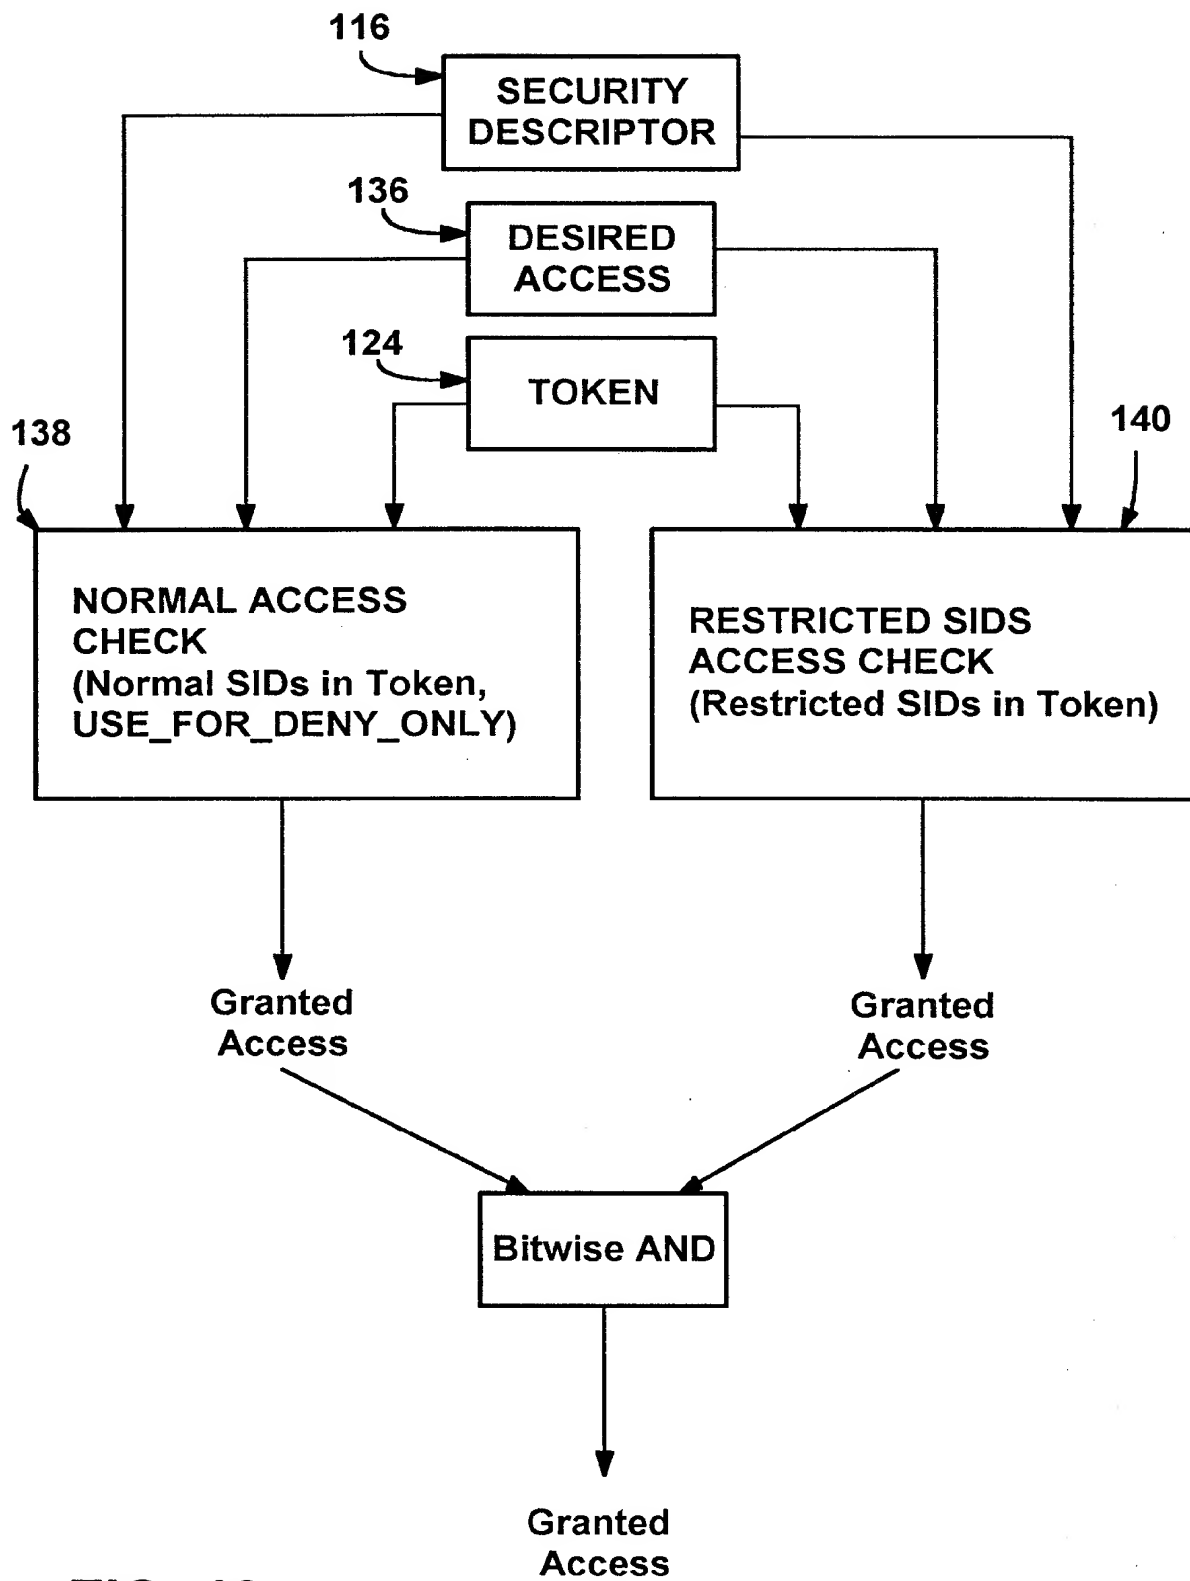 116
SECURITY
DESCRIPTOR
136
DESIRED
ACCESS
124
TOKEN
138
140
NORMAL ACCESS
CHECK
(Normal SIDs in Token,
USE_FOR_DENY_ONLY)
RESTRICTED SIDS
ACCESS CHECK
(Restricted SIDs in Token)
Granted
Access
Granted
Access
Bitwise AND
Granted
Access